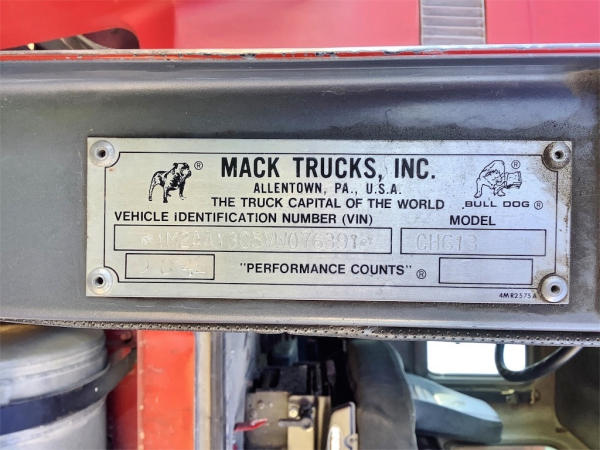 MACK TRUCKS, INC.
ALLENTOWN, PA., U.S.A.
THE TRUCK CAPITAL OF THE WORLD
BULL DOG ®
VEHICLE IDENTIFICATION NUMBER (VIN)
MODEL
CH613
"PERFORMANCE COUNTS" ®
4MR2575A